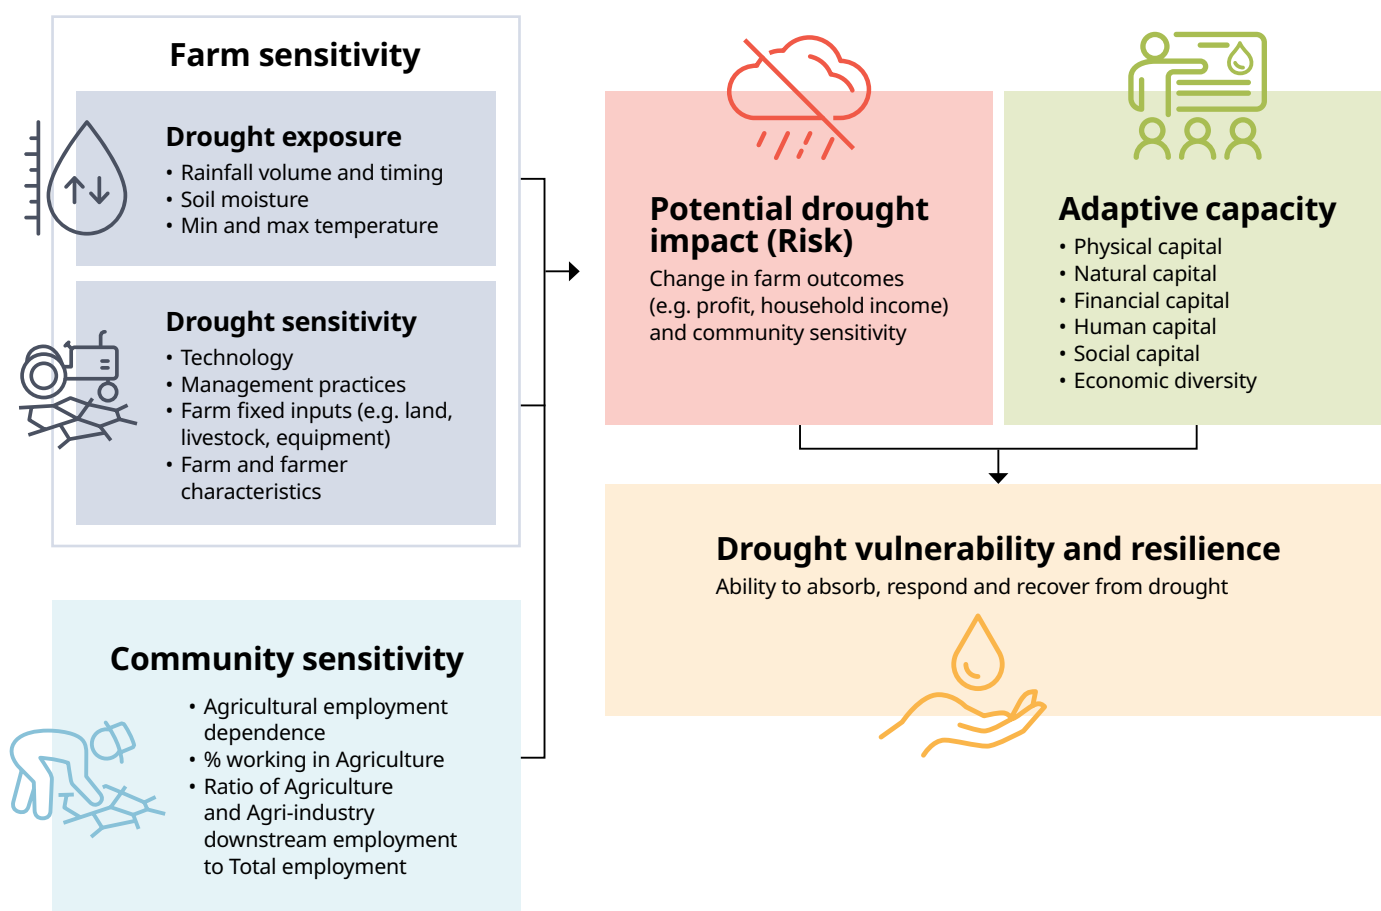 Farm sensitivity
Drought exposure
• Rainfall volume and timing
• Soil moisture
• Min and max temperature
Drought sensitivity
• Technology
• Management practices
• Farm fixed inputs (e.g. land,
livestock, equipment)
• Farm and farmer
characteristics
Community sensitivity
• Agricultural employment
dependence
• % working in Agriculture
• Ratio of Agriculture
and Agri-industry
downstream employment
to Total employment
Potential drought
impact (Risk)
Change in farm outcomes
(e.g. profit, household income)
and community sensitivity
Adaptive capacity
• Physical capital
• Natural capital
• Financial capital
• Human capital
• Social capital
• Economic diversity
Drought vulnerability and resilience
Ability to absorb, respond and recover from drought